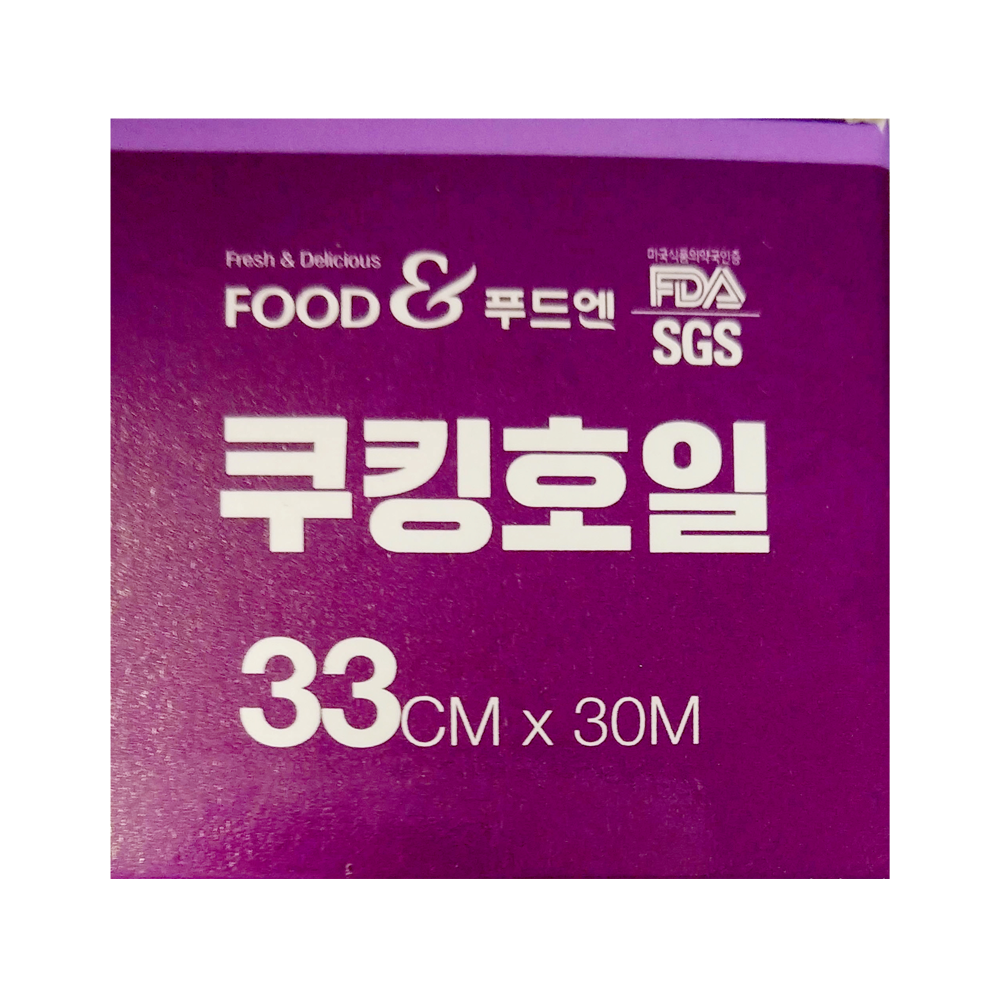 Fresh & Delicious
FOOD & 푸드엔
미국식품의약국인증
FDA
SGS
쿠킹호일
33CM x 30M